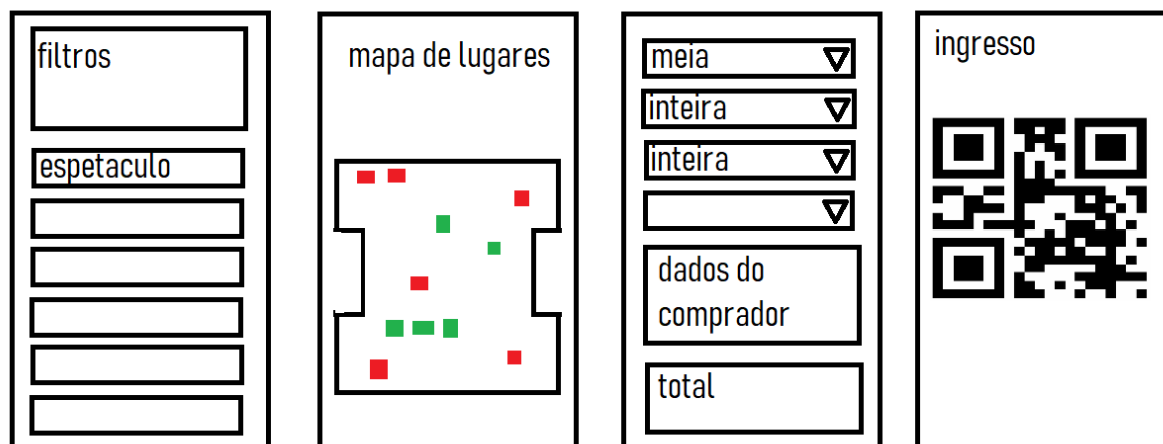 filtros
espetaculo
mapa de lugares
meia
inteira
inteira
dados do
comprador
total
ingresso